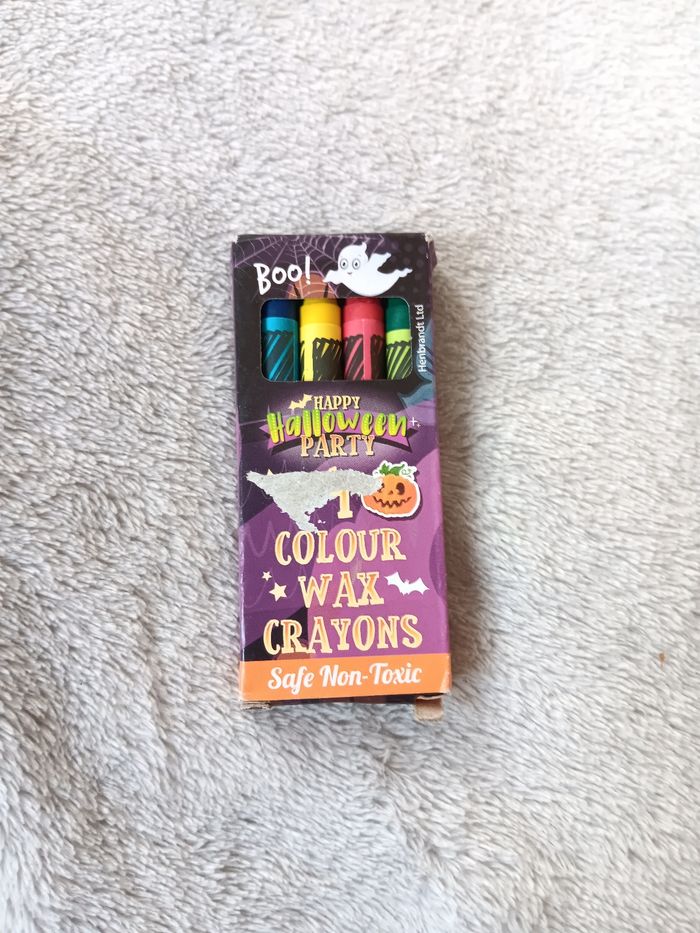 BOO!
Henbrandt Ltd
HAPPY
Halloween
PARTY
COLOUR
WAX
CRAYONS
Safe Non-Toxic